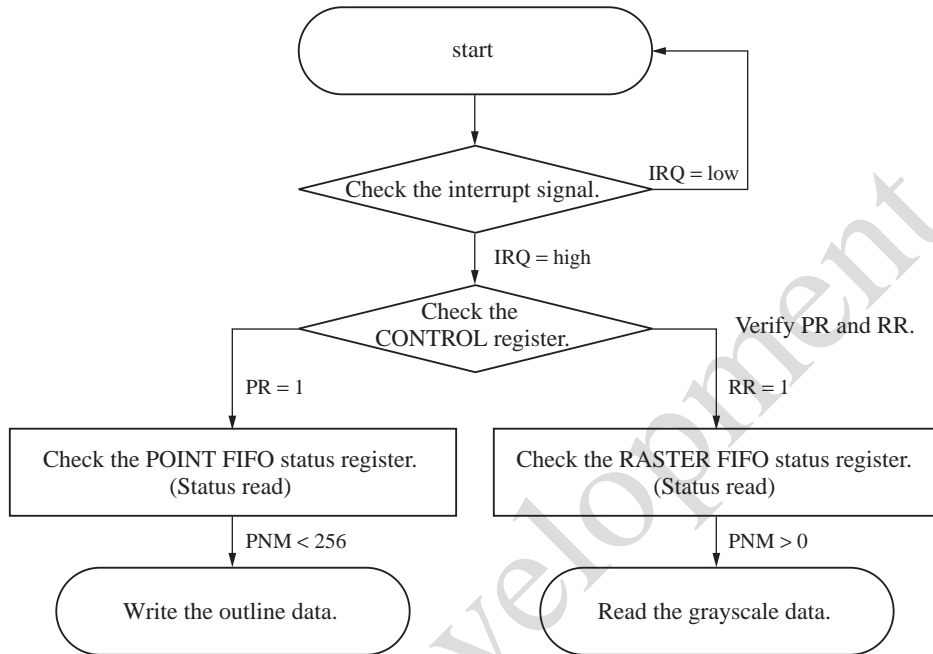 start
IRQ = low
Check the interrupt signal.
IRQ = high
Check the
CONTROL register.
Verify PR and RR.
PR = 1
RR = 1
Check the POINT FIFO status register.
(Status read)
Check the RASTER FIFO status register.
(Status read)
PNM < 256
PNM > 0
Write the outline data.
Read the grayscale data.
velopment